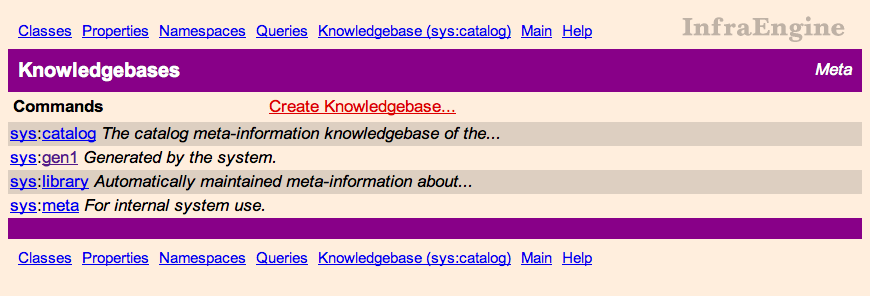 Classes Properties Namespaces Queries Knowledgebase (sys:catalog) Main Help InfraEngine
Knowledgebases Meta
Commands Create Knowledgebase...
sys:catalog The catalog meta-information knowledgebase of the...
sys:gen1 Generated by the system.
sys:library Automatically maintained meta-information about...
sys:meta For internal system use.
Classes Properties Namespaces Queries Knowledgebase (sys:catalog) Main Help